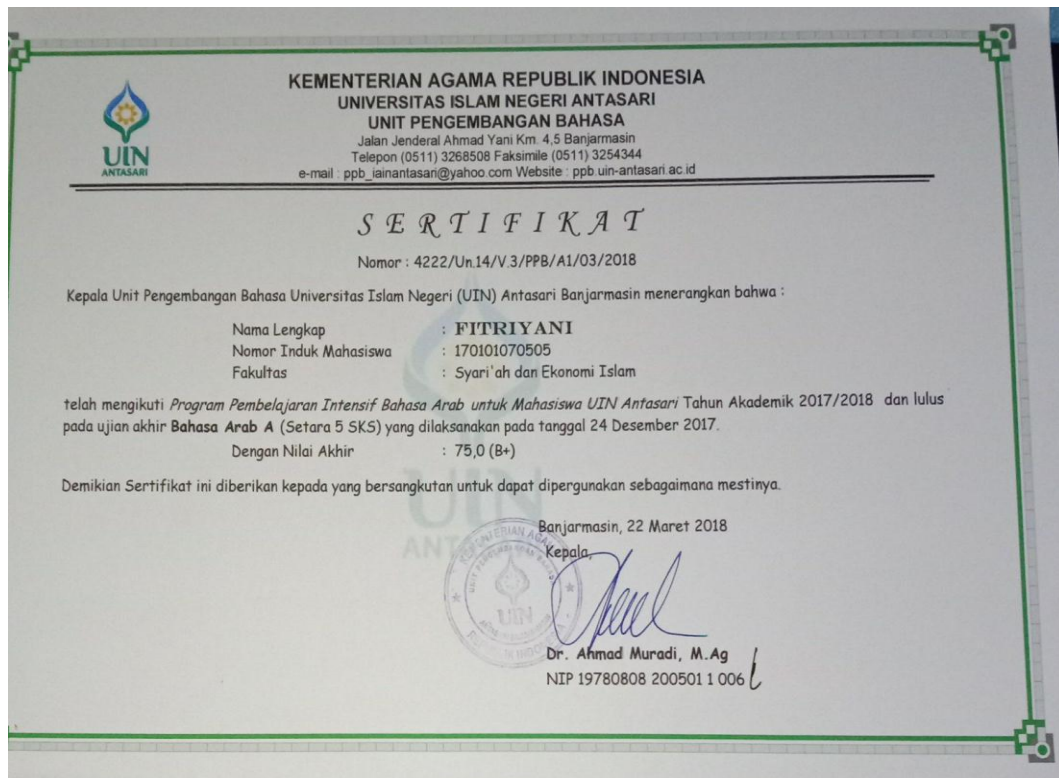 UIN
ANTASARI
KEMENTERIAN AGAMA REPUBLIK INDONESIA
UNIVERSITAS ISLAM NEGERI ANTASARI
UNIT PENGEMBANGAN BAHASA
Jalan Jenderal Ahmad Yani Km. 4,5 Banjarmasin
Telepon (0511) 3268508 Faksimile (0511) 3254344
e-mail : ppb_iainantasari@yahoo.com Website : ppb.uin-antasari.ac.id
SERTIFIKAT
Nomor : 4222/Un.14/V.3/PPB/A1/03/2018
Kepala Unit Pengembangan Bahasa Universitas Islam Negeri (UIN) Antasari Banjarmasin menerangkan bahwa :
Nama Lengkap : FITRIYANI
Nomor Induk Mahasiswa : 170101070505
Fakultas : Syari'ah dan Ekonomi Islam
telah mengikuti Program Pembelajaran Intensif Bahasa Arab untuk Mahasiswa UIN Antasari Tahun Akademik 2017/2018 dan lulus
pada ujian akhir Bahasa Arab A (Setara 5 SKS) yang dilaksanakan pada tanggal 24 Desember 2017.
Dengan Nilai Akhir : 75,0 (B+)
Demikian Sertifikat ini diberikan kepada yang bersangkutan untuk dapat dipergunakan sebagaimana mestinya.
UIN
Banjarmasin, 22 Maret 2018
Kepala,
UIN
Dr. Ahmad Muradi, M.Ag
NIP 19780808 200501 1 006